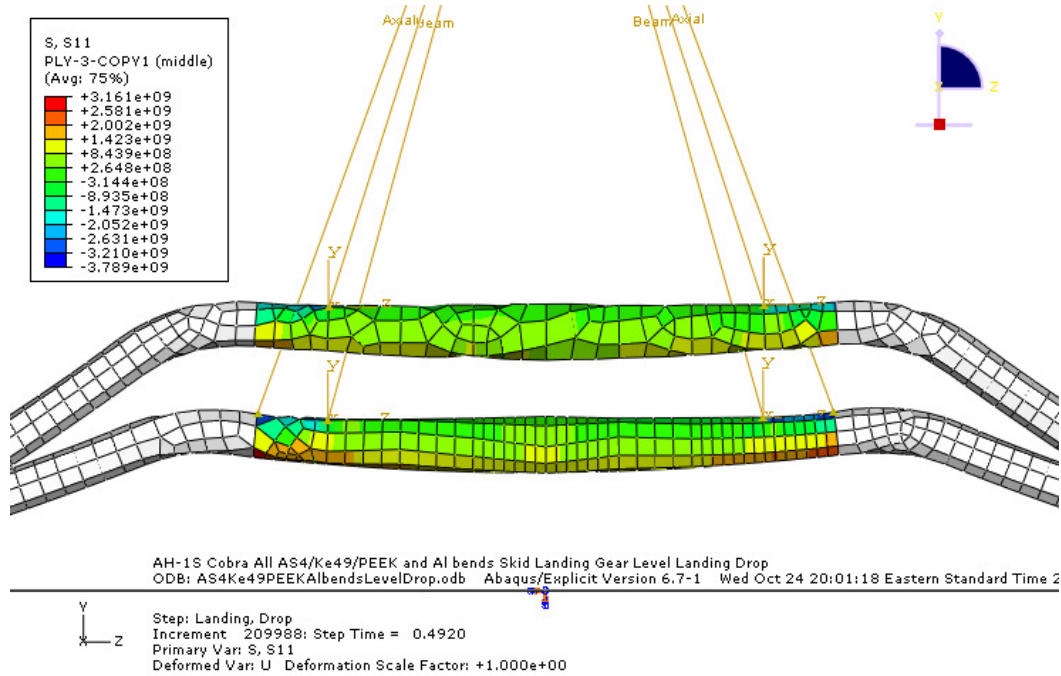 Axial Beam Beam Axial
S, S11
PLY-3-COPY1 (middle)
(Avg: 75%)
+3.161e+09
+2.581e+09
+2.002e+09
+1.423e+09
+8.439e+08
+2.648e+08
-3.144e+08
-8.935e+08
-1.473e+09
-2.052e+09
-2.631e+09
-3.210e+09
-3.789e+09
Y
X Z
Y Y
x z x z
Y Y
x z x z
AH-1S Cobra All AS4/Ke49/PEEK and Al bends Skid Landing Gear Level Landing Drop
ODB: AS4Ke49PEEKAlbendsLevelDrop.odb Abaqus/Explicit Version 6.7-1 Wed Oct 24 20:01:18 Eastern Standard Time 2
Y
X Z
Step: Landing, Drop
Increment 209988: Step Time = 0.4920
Primary Var: S, S11
Deformed Var: U Deformation Scale Factor: +1.000e+00